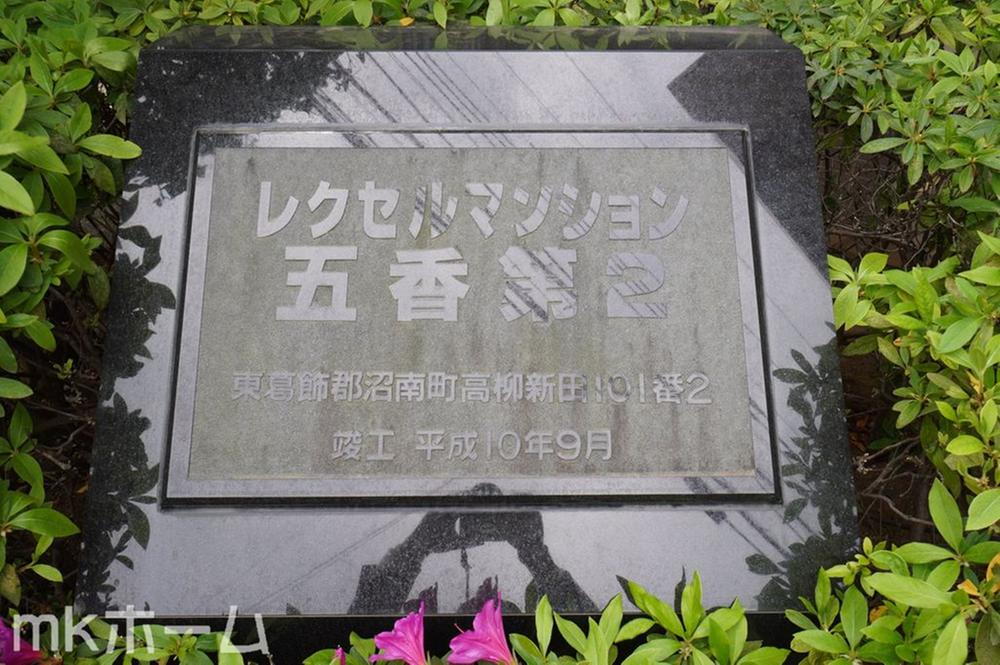 レクセルマンション
五香第2
東葛飾郡沼南町高柳新田101番2
竣工 平成10年9月
mkホーム